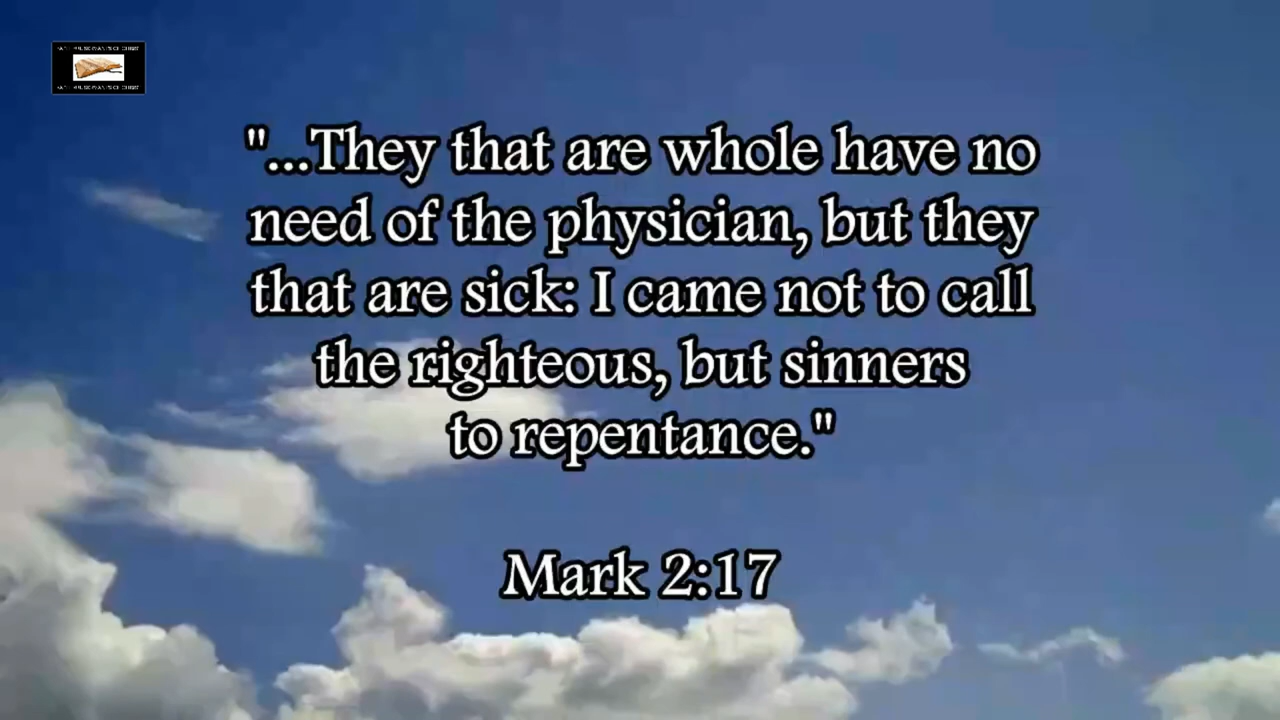 "...They that are whole have no
need of the physician, but they
that are sick: I came not to call
the righteous, but sinners
to repentance."
Mark 2:17